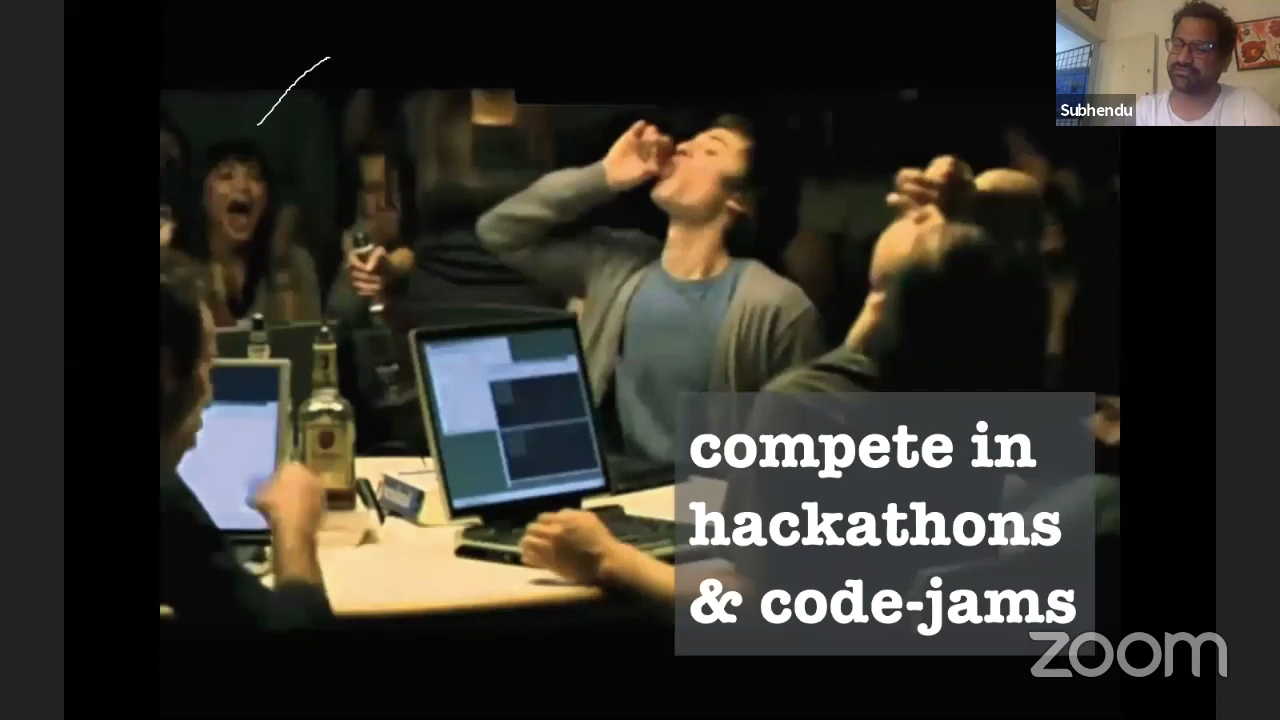 Subhendu
compete in
hackathons
& code-jams
zoom